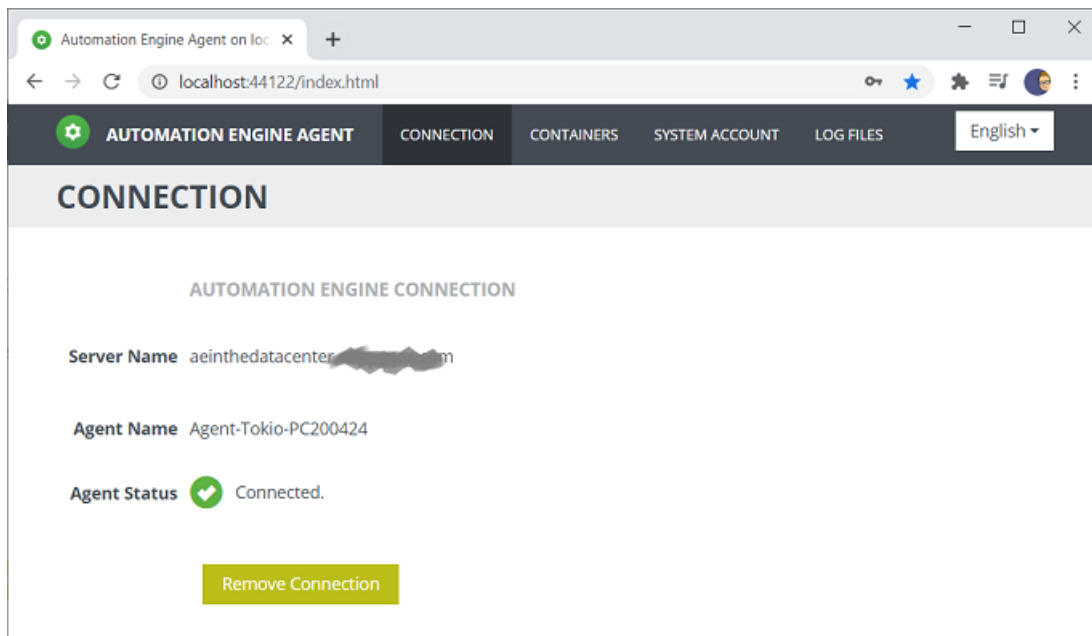 Automation Engine Agent on loc
localhost:44122/index.html
AUTOMATION ENGINE AGENT
CONNECTION
CONTAINERS
SYSTEM ACCOUNT
LOG FILES
English
CONNECTION
AUTOMATION ENGINE CONNECTION
Server Name aeinthedatacenter
Agent Name Agent-Tokio-PC200424
Agent Status Connected.
Remove Connection